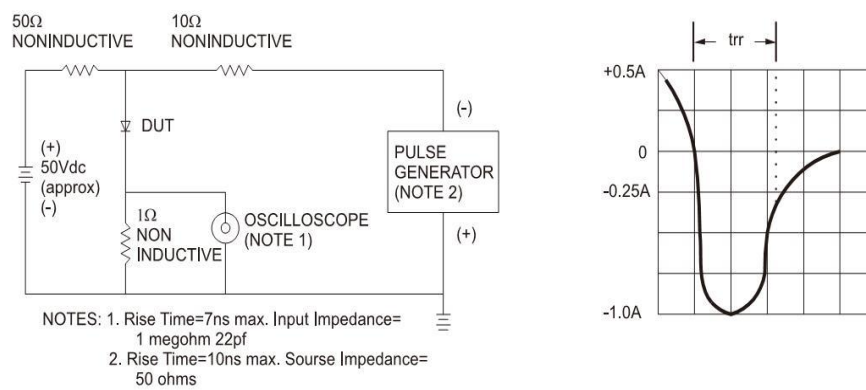 50Ω
NONINDUCTIVE
10Ω
NONINDUCTIVE
DUT
(+)
50Vdc
(approx)
(-)
1Ω
NON
INDUCTIVE
OSCILLOSCOPE
(NOTE 1)
(-)
PULSE
GENERATOR
(NOTE 2)
(+)
NOTES: 1. Rise Time=7ns max. Input Impedance=
1 megohm 22pf
2. Rise Time=10ns max. Sourse Impedance=
50 ohms
trr
+0.5A
0
-0.25A
-1.0A